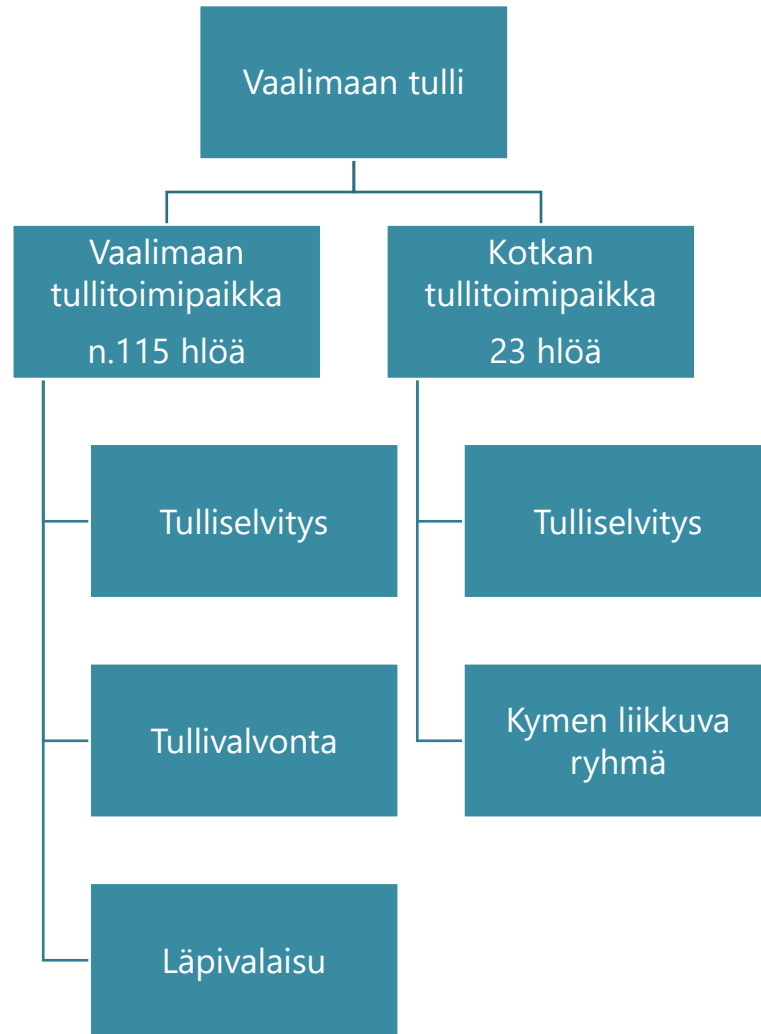 Vaalimaan tulli
Vaalimaan
tullitoimipaikka
n.115 hlöä
Kotkan
tullitoimipaikka
23 hlöä
Tulliselvitys
Tulliselvitys
Tullivalvonta
Kymen liikkuva
ryhmä
Läpivalaisu